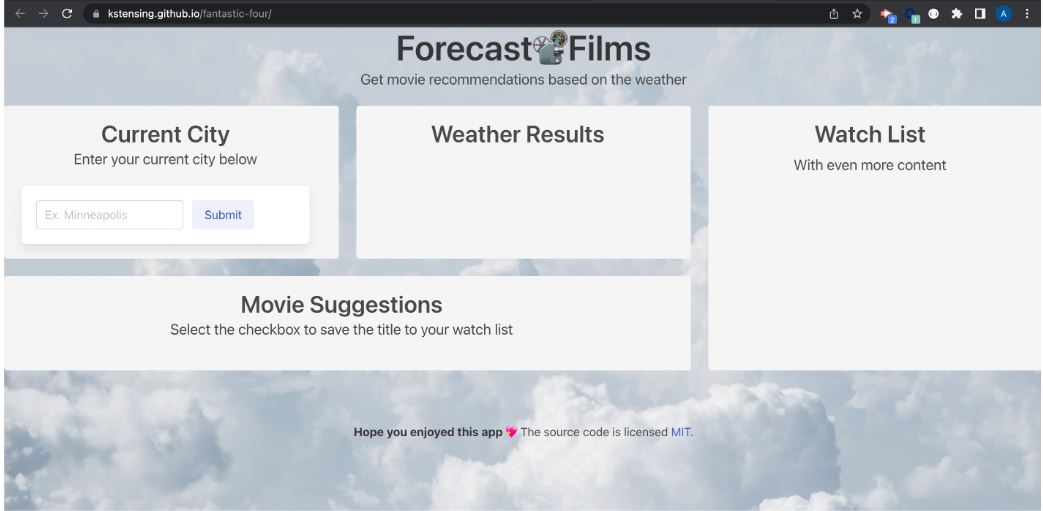 kstensing.github.io/fantastic-four/
2
1
A
Forecast Films
Get movie recommendations based on the weather
Current City
Enter your current city below
Ex. Minneapolis
Submit
Weather Results
Watch List
With even more content
Movie Suggestions
Select the checkbox to save the title to your watch list
Hope you enjoyed this app The source code is licensed MIT.